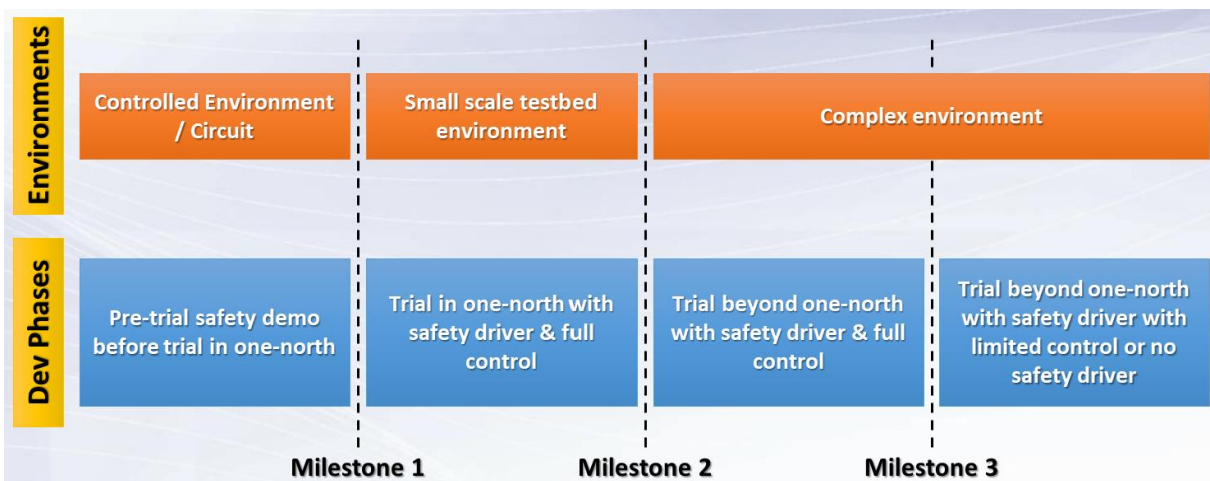 Environments
Controlled Environment
/ Circuit
Small scale testbed
environment
Complex environment
Dev Phases
Pre-trial safety demo
before trial in one-north
Trial in one-north with
safety driver & full
control
Trial beyond one-north
with safety driver & full
control
Trial beyond one-north
with safety driver with
limited control or no
safety driver
Milestone 1
Milestone 2
Milestone 3